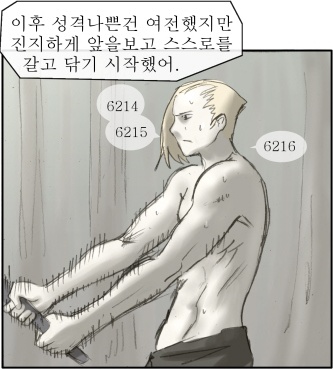 이후 성격나쁜건 여전했지만
진지하게 앞을보고 스스로를
갈고 닦기 시작했어.
6214
6215
6216